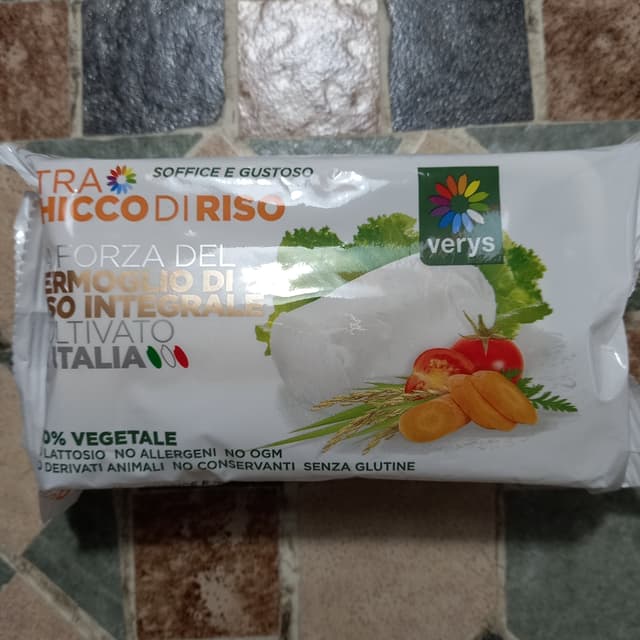 TRA SOFFICE E GUSTOSO
HICCO DI RISO
verys
FORZA DEL
ERMOGLIO DI
SO INTEGRALE
LTIVATO
ITALIA
0% VEGETALE
LATTOSIO NO ALLERGENI NO OGM
DERIVATI ANIMALI NO CONSERVANTI SENZA GLUTINE